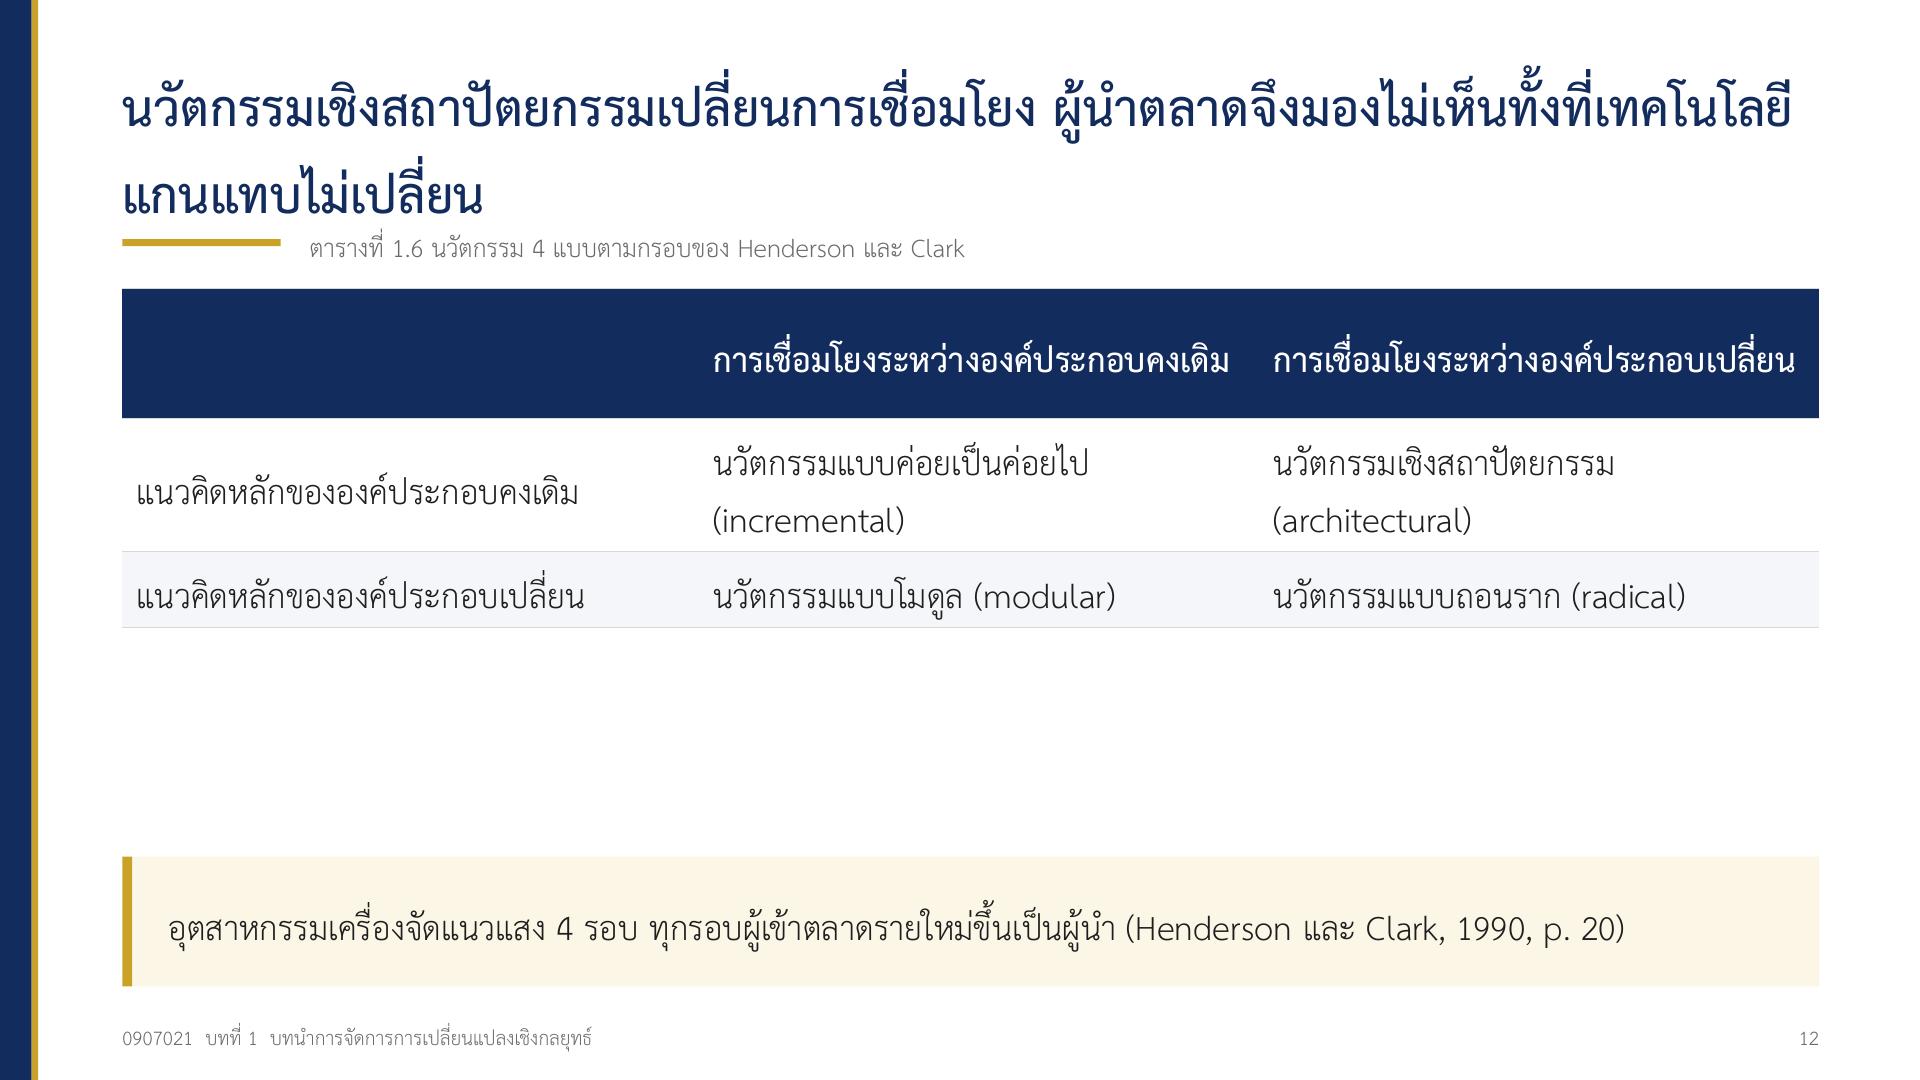 นวัตกรรมเชิงสถาปัตยกรรมเปลี่ยนการเชื่อมโยง ผู้นำตลาดจึงมองไม่เห็นทั้งที่เทคโนโลยี
แกนแทบไม่เปลี่ยน
ตารางที่ 1.6 นวัตกรรม 4 แบบตามกรอบของ Henderson และ Clark
การเชื่อมโยงระหว่างองค์ประกอบคงเดิม การเชื่อมโยงระหว่างองค์ประกอบเปลี่ยน
แนวคิดหลักขององค์ประกอบคงเดิม
นวัตกรรมแบบค่อยเป็นค่อยไป
(incremental)
นวัตกรรมเชิงสถาปัตยกรรม
(architectural)
แนวคิดหลักขององค์ประกอบเปลี่ยน นวัตกรรมแบบโมดูล (modular) นวัตกรรมแบบถอนราก (radical)
อุตสาหกรรมเครื่องจัดแนวแสง 4 รอบ ทุกรอบผู้เข้าตลาดรายใหม่ขึ้นเป็นผู้นำ (Henderson และ Clark, 1990, p. 20)
0907021 บทที่ 1 บทนำการจัดการการเปลี่ยนแปลงเชิงกลยุทธ์
12